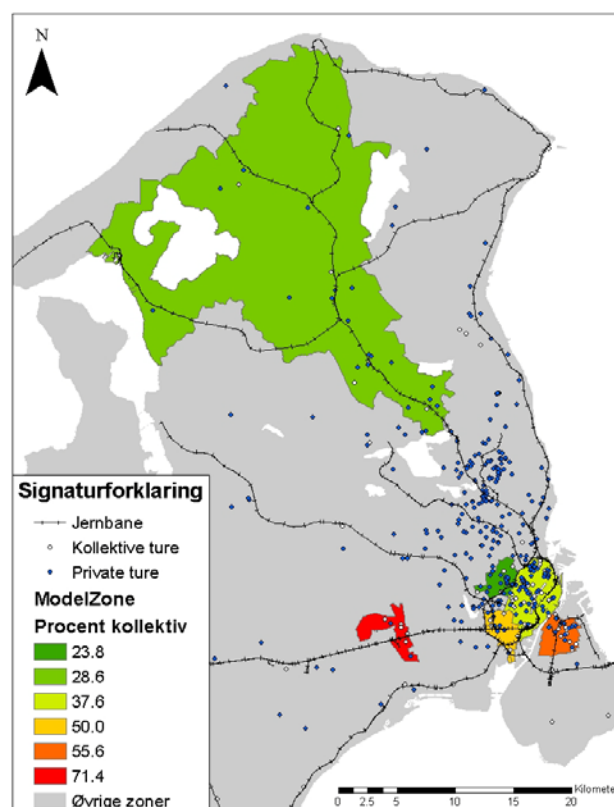 N
Signaturforklaring
Jernbane
Kollektive ture
Private ture
ModelZone
Procent kollektiv
23.8
28.6
37.6
50.0
55.6
71.4
Øvrige zoner
Kilomete
0 2.5 5 10 15 20